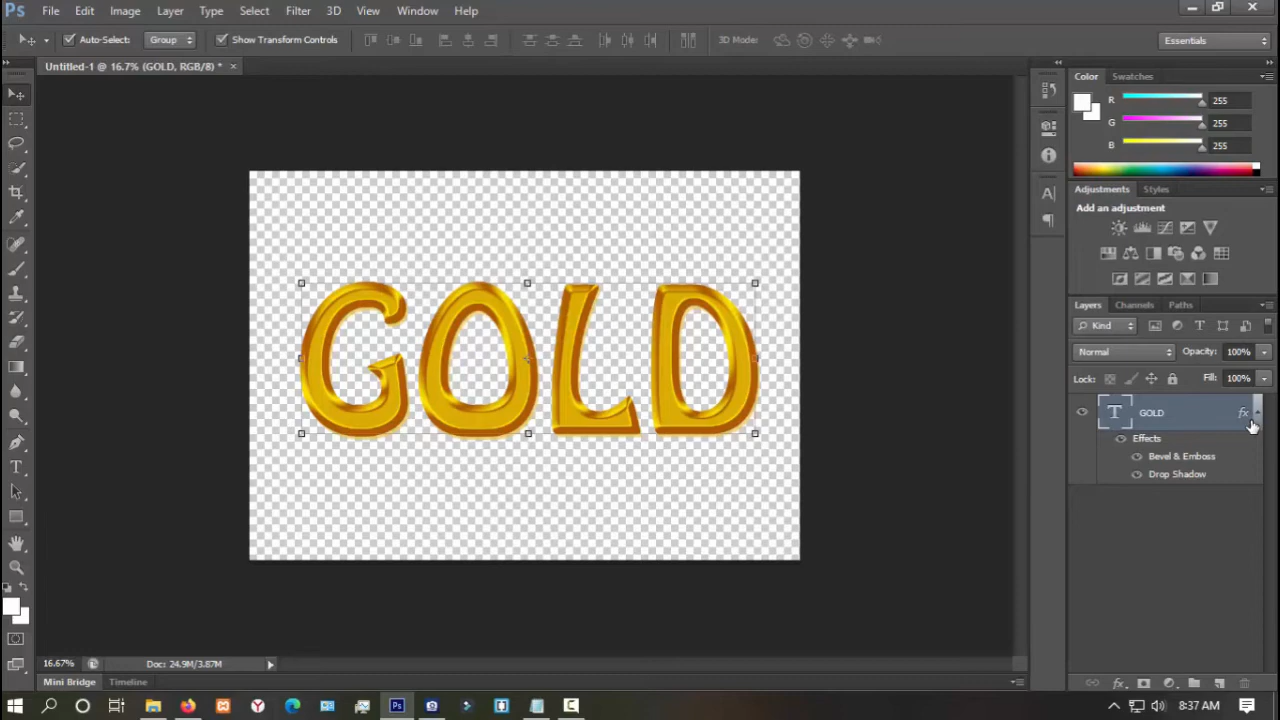 Ps File Edit Image Layer Type Select Filter 3D View Window Help
Auto-Select: Group Show Transform Controls 3D Mode: Essentials
Untitled-1 @ 16.7% (GOLD, RGB/8) * ×
Color Swatches
R 255
G 255
B 255
Adjustments Styles
Add an adjustment
GOLD
Layers Channels Paths
Kind
Normal Opacity: 100%
Lock: Fill: 100%
T GOLD fx
Effects
Bevel & Emboss
Drop Shadow
16.67% Doc: 24.9M/3.87M
Mini Bridge Timeline
8:37 AM